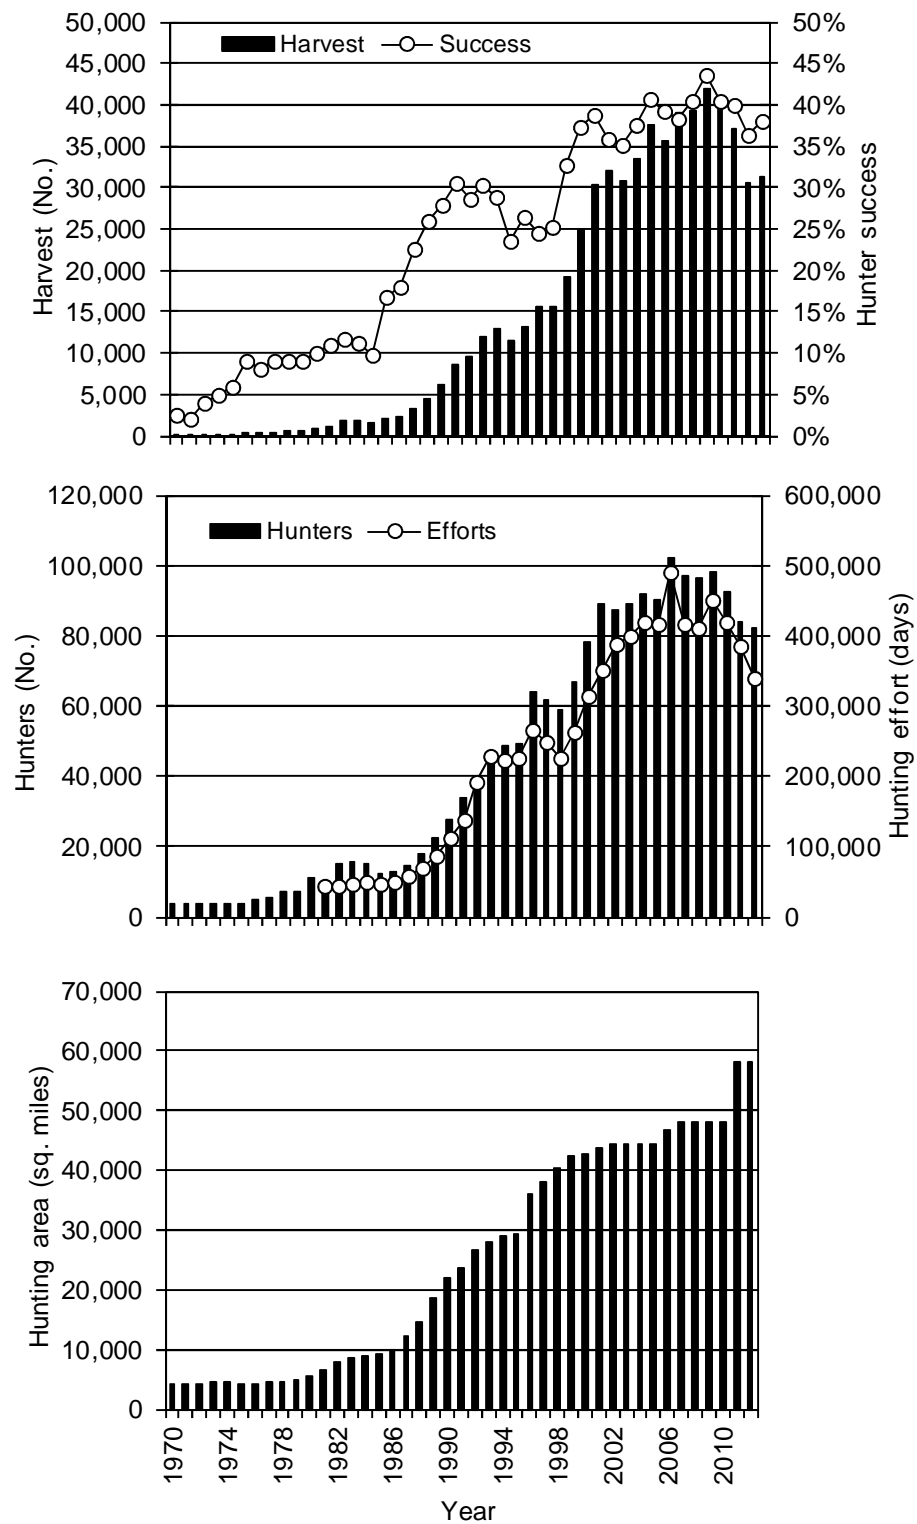 50,000 50%
Harvest Success
45,000 45%
40,000 40%
35,000 35%
30,000 30%
25,000 25%
20,000 20%
15,000 15%
10,000 10%
5,000 5%
0 0%
Harvest (No.)
Hunter success
120,000 600,000
Hunters Efforts
100,000 500,000
80,000 400,000
60,000 300,000
40,000 200,000
20,000 100,000
0 0
Hunters (No.)
Hunting effort (days)
70,000
60,000
50,000
40,000
30,000
20,000
10,000
0
Hunting area (sq. miles)
1970 1974 1978 1982 1986 1990 1994 1998 2002 2006 2010
Year